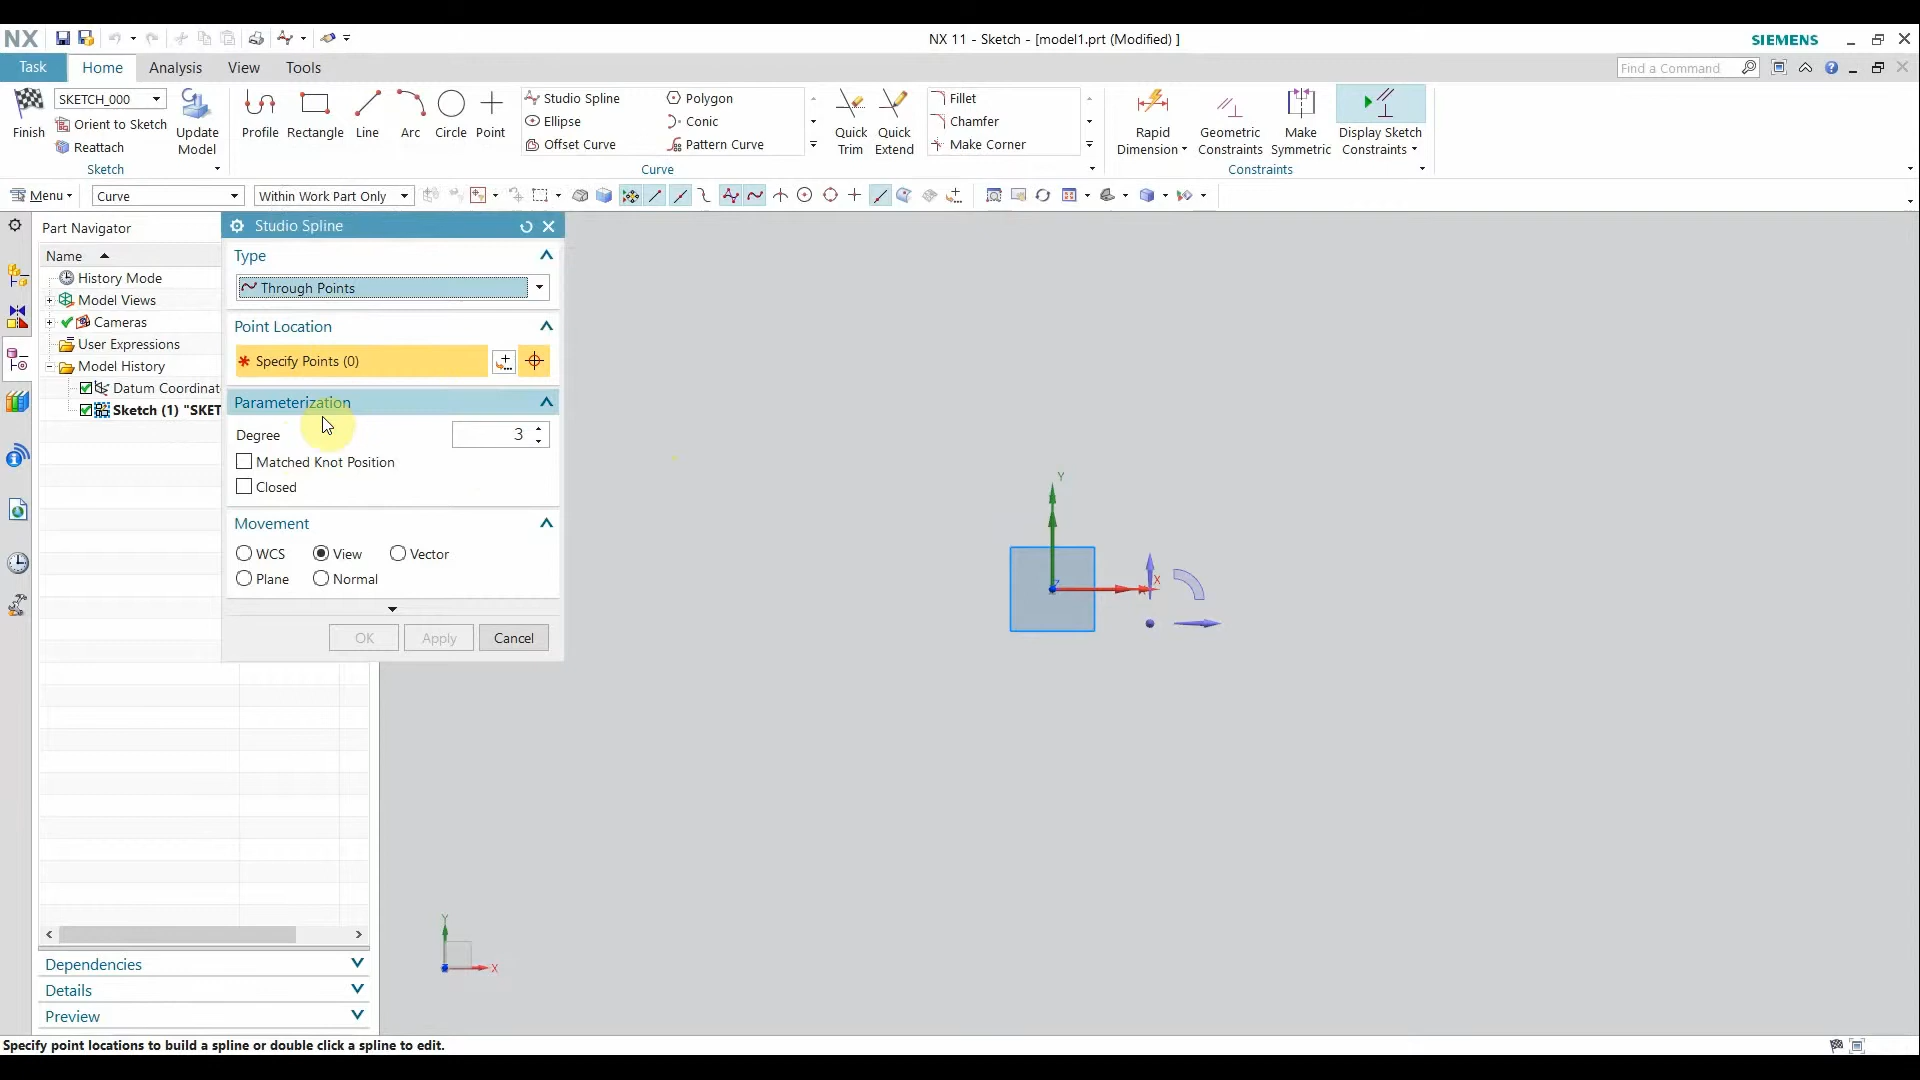 NX
NX 11 - Sketch - [model1.prt (Modified) ]
SIEMENS
Task Home Analysis View Tools
Find a Command
SKETCH_000
Orient to Sketch
Reattach
Finish
Update Model
Sketch
Profile Rectangle Line Arc Circle Point
Studio Spline Polygon
Ellipse Conic
Offset Curve Pattern Curve
Quick Trim
Quick Extend
Fillet
Chamfer
Make Corner
Curve
Rapid Dimension
Geometric Constraints
Make Symmetric
Display Sketch Constraints
Constraints
Menu Curve Within Work Part Only
Part Navigator
Name
History Mode
Model Views
Cameras
User Expressions
Model History
Datum Coordinat
Sketch (1) "SKET
Dependencies
Details
Preview
Studio Spline
Type
Through Points
Point Location
* Specify Points (0)
Parameterization
Degree 3
Matched Knot Position
Closed
Movement
WCS View Vector
Plane Normal
OK Apply Cancel
Y
X
Z
Y
X
Specify point locations to build a spline or double click a spline to edit.